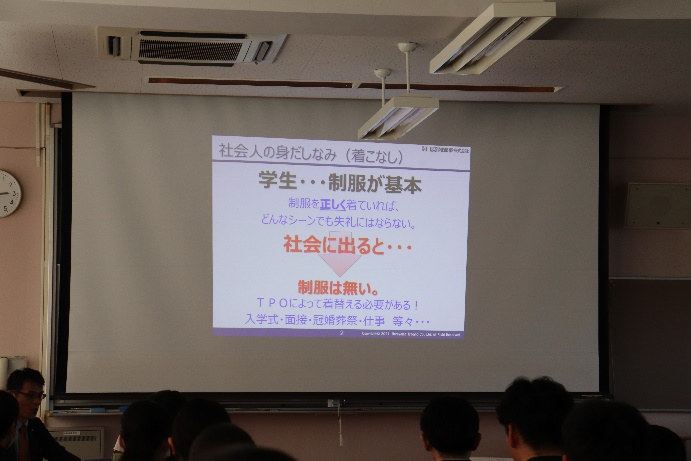 社会人の身だしなみ（着こなし）
学生・・・制服が基本
制服を正しく着ていれば、
どんなシーンでも失礼にはならない。
社会に出ると・・・
制服は無い。
ＴＰＯによって着替える必要がある！
入学式・面接・冠婚葬祭・仕事 等々・・・
2